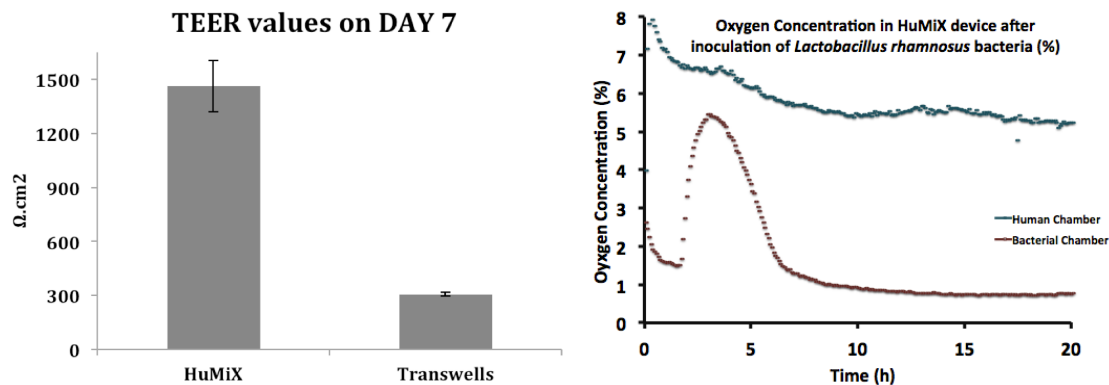 TEER values on DAY 7
Ω.cm2
1500
1200
900
600
300
0
HuMiX
Transwells
Oxygen Concentration in HuMiX device after
inoculation of Lactobacillus rhamnosus bacteria (%)
Oyxgen Concentration (%)
8
7
6
5
4
3
2
1
0
Human Chamber
Bacterial Chamber
0
5
10
15
20
Time (h)